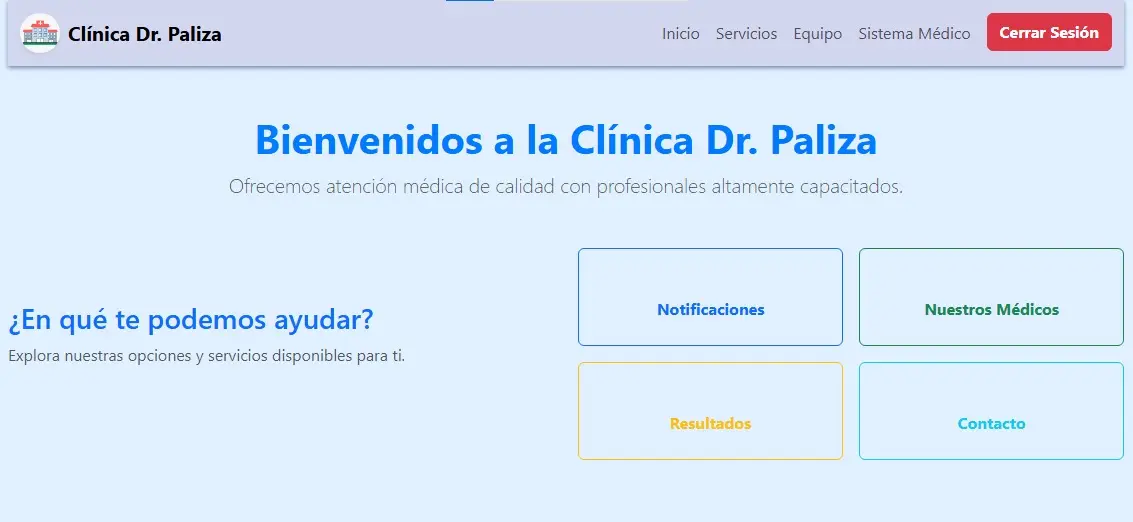 Clínica Dr. Paliza
Inicio Servicios Equipo Sistema Médico Cerrar Sesión
Bienvenidos a la Clínica Dr. Paliza
Ofrecemos atención médica de calidad con profesionales altamente capacitados.
¿En qué te podemos ayudar?
Explora nuestras opciones y servicios disponibles para ti.
Notificaciones
Nuestros Médicos
Resultados
Contacto